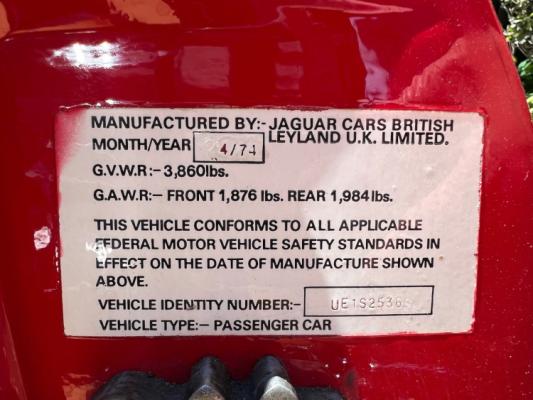 MANUFACTURED BY:- JAGUAR CARS BRITISH
LEYLAND U.K. LIMITED.
MONTH/YEAR 4/74
G.V.W.R:- 3,860lbs.
G.A.W.R:- FRONT 1,876 lbs. REAR 1,984lbs.
THIS VEHICLE CONFORMS TO ALL APPLICABLE
FEDERAL MOTOR VEHICLE SAFETY STANDARDS IN
EFFECT ON THE DATE OF MANUFACTURE SHOWN
ABOVE.
VEHICLE IDENTITY NUMBER:-
VEHICLE TYPE:- PASSENGER CAR